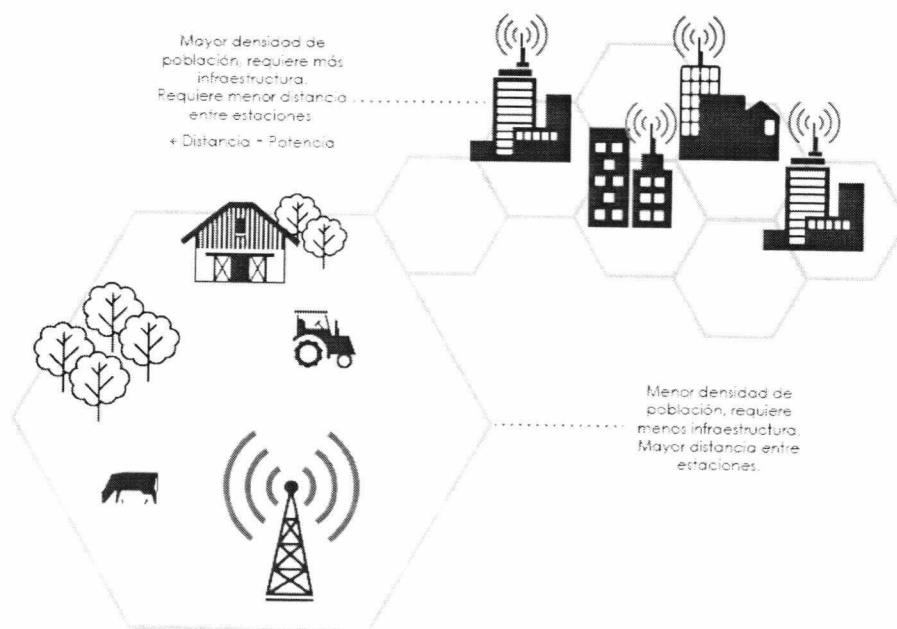 Mayor densidad de
población, requiere más
infraestructura.
Requiere menor distancia
entre estaciones
+ Distancia - Potencia
Menor densidad de
población, requiere
menos infraestructura.
Mayor distancia entre
estaciones.